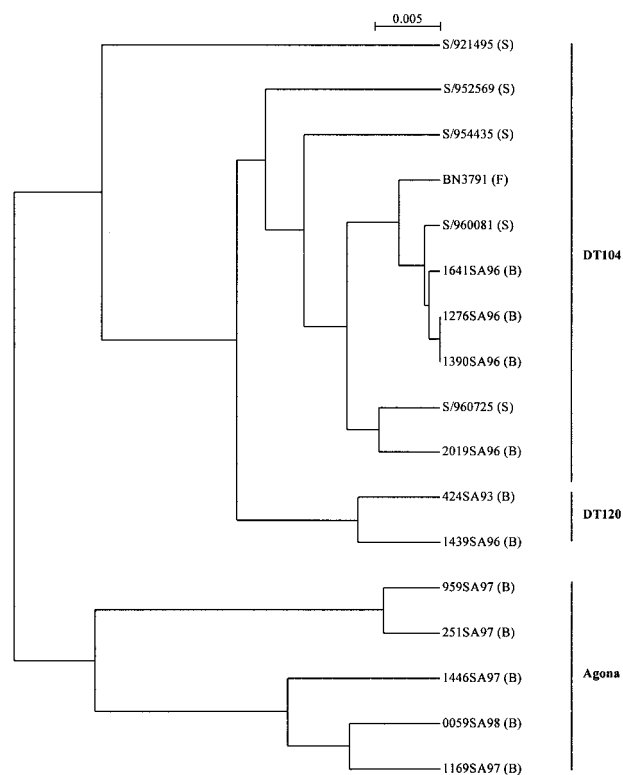 0.005
S/921495 (S)
S/952569 (S)
S/954435 (S)
BN3791 (F)
S/960081 (S)
DT104
1641SA96 (B)
1276SA96 (B)
1390SA96 (B)
S/960725 (S)
2019SA96 (B)
424SA93 (B)
DT120
1439SA96 (B)
959SA97 (B)
251SA97 (B)
Agona
1446SA97 (B)
0059SA98 (B)
1169SA97 (B)